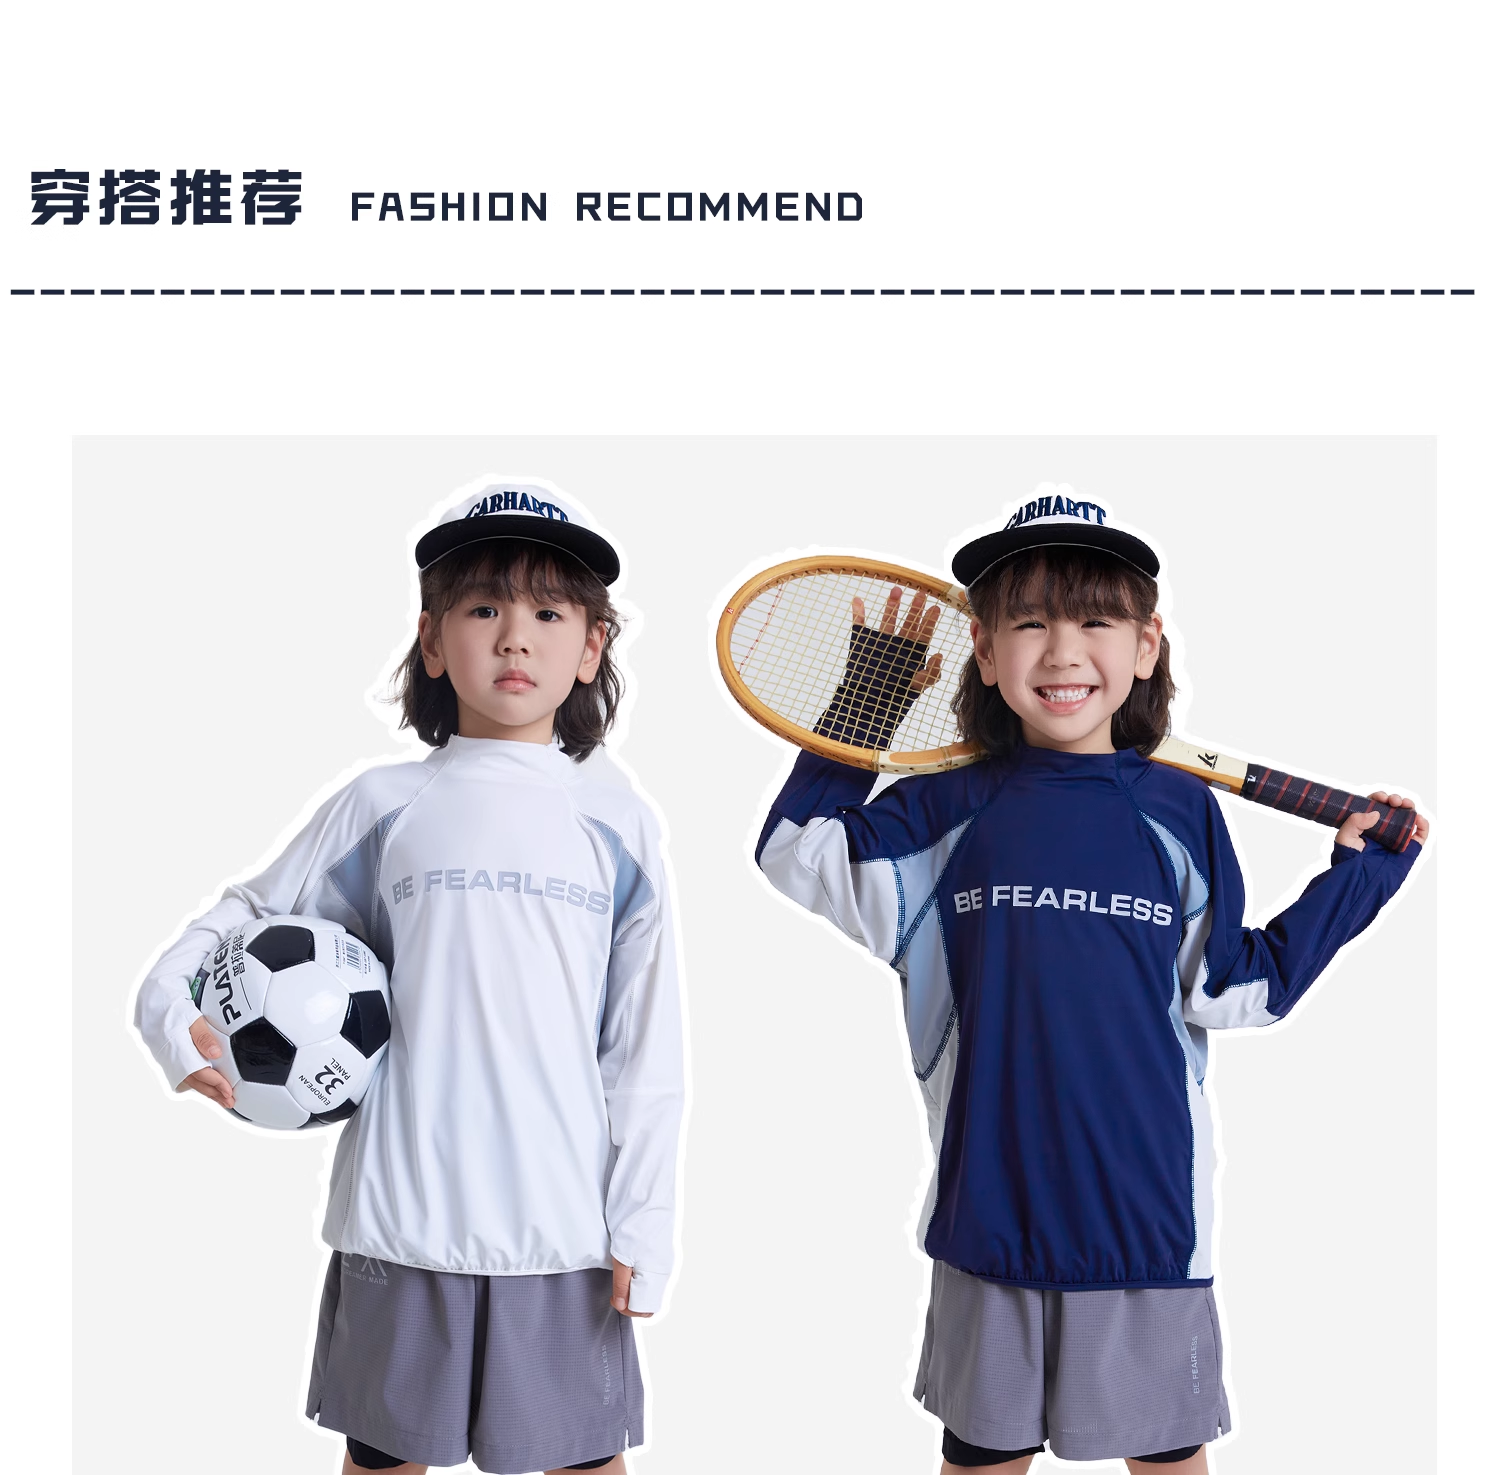 穿搭推荐 FASHION RECOMMEND
CARHARTT
CARHARTT
BE FEARLESS
BE FEARLESS
PLATEN
EUROPEAN
32
PANEL
BE FEARLESS
BE FEARLESS